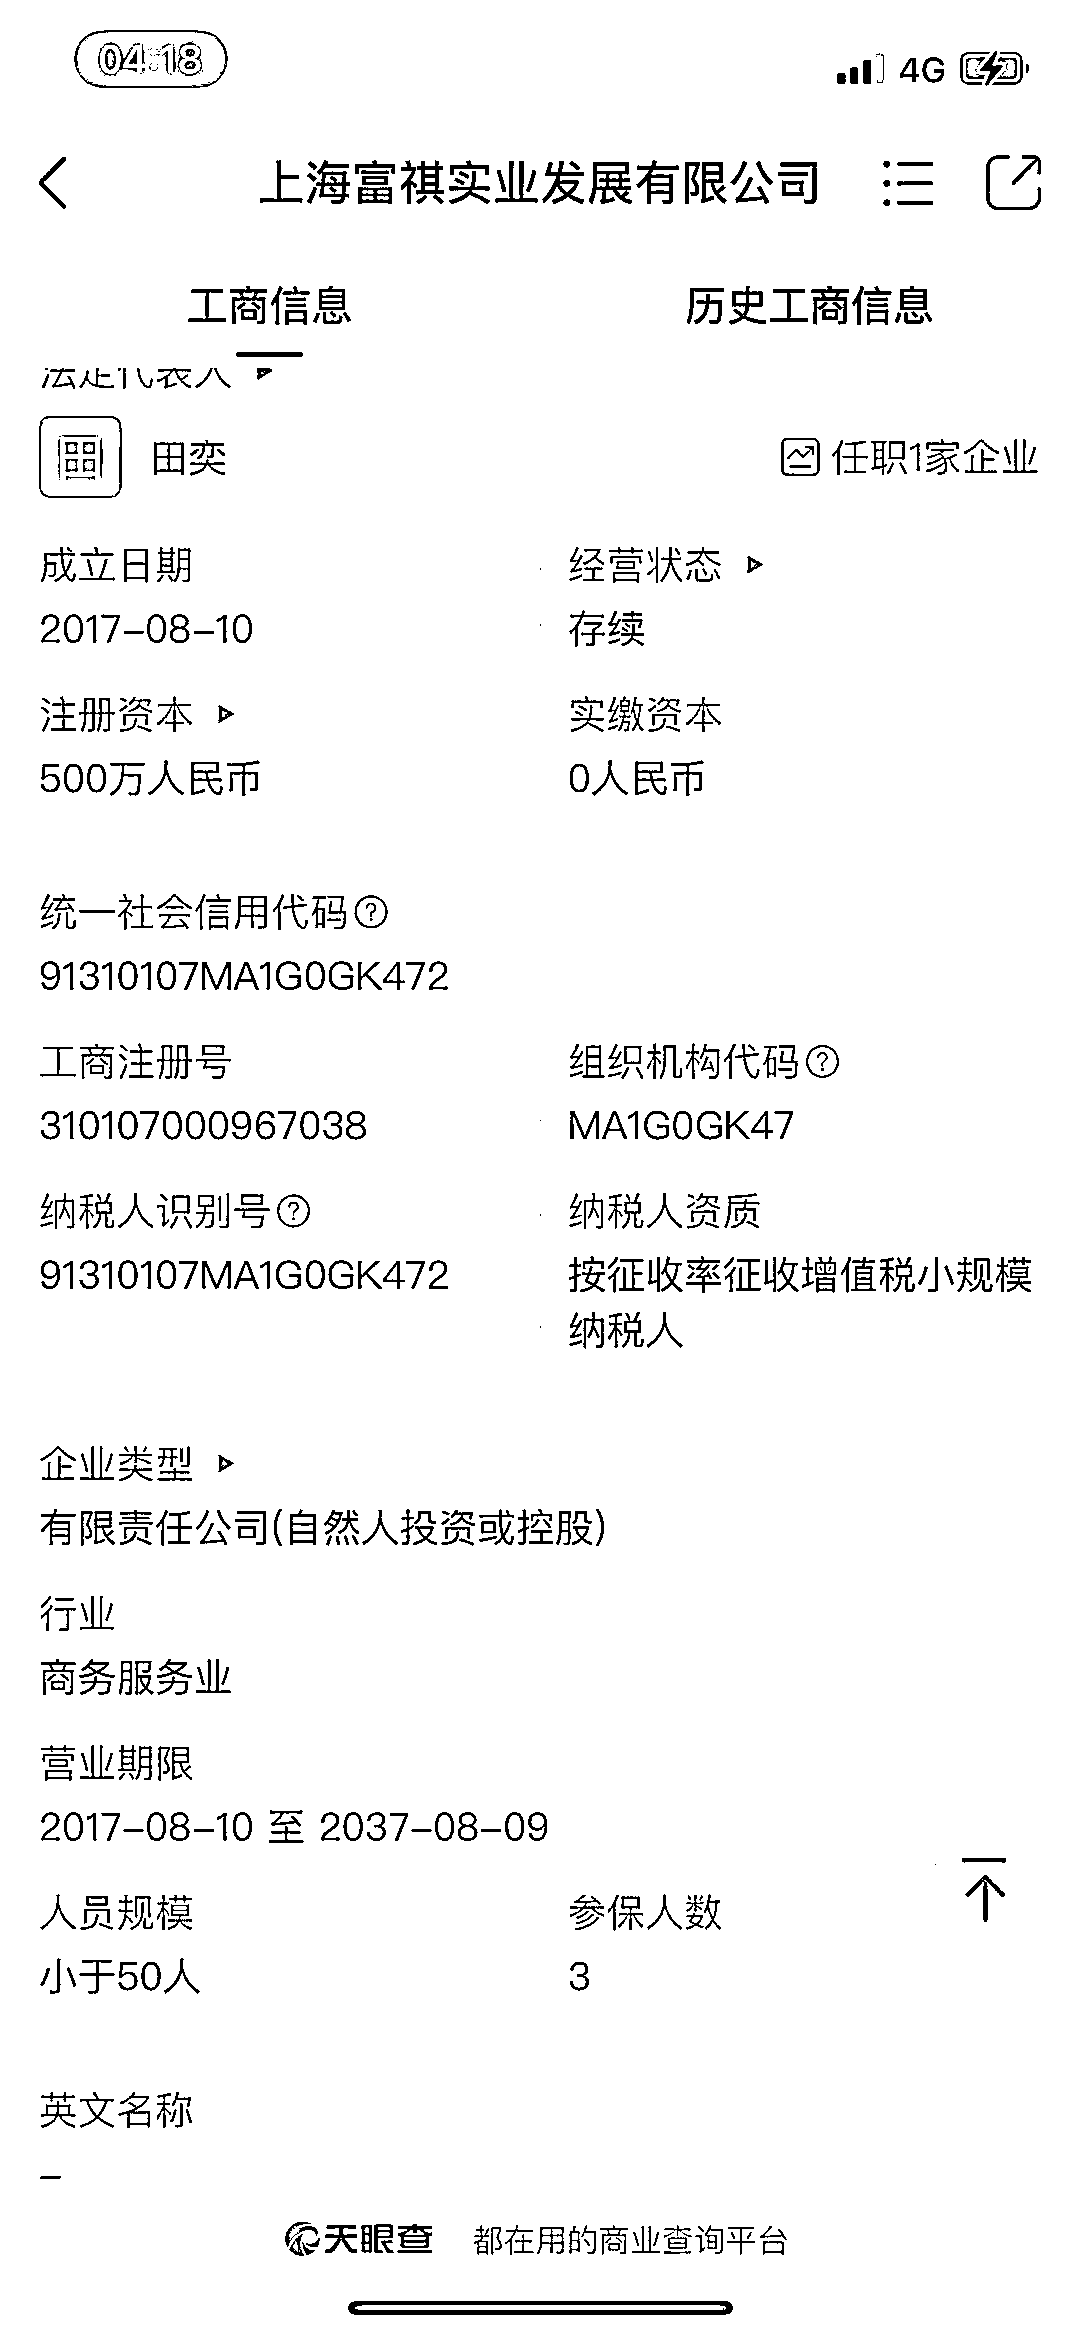 04:18
4G
上海富祺实业发展有限公司
工商信息 历史工商信息
法定代表人
田
田奕 任职1家企业
成立日期 经营状态
2017-08-10 存续
注册资本 实缴资本
500万人民币 0人民币
统一社会信用代码?
91310107MA1G0GK472
工商注册号 组织机构代码?
310107000967038 MA1G0GK47
纳税人识别号? 纳税人资质
91310107MA1G0GK472 按征收率征收增值税小规模
纳税人
企业类型
有限责任公司(自然人投资或控股)
行业
商务服务业
营业期限
2017-08-10 至 2037-08-09
人员规模 参保人数
小于50人 3
英文名称
-
天眼查 都在用的商业查询平台